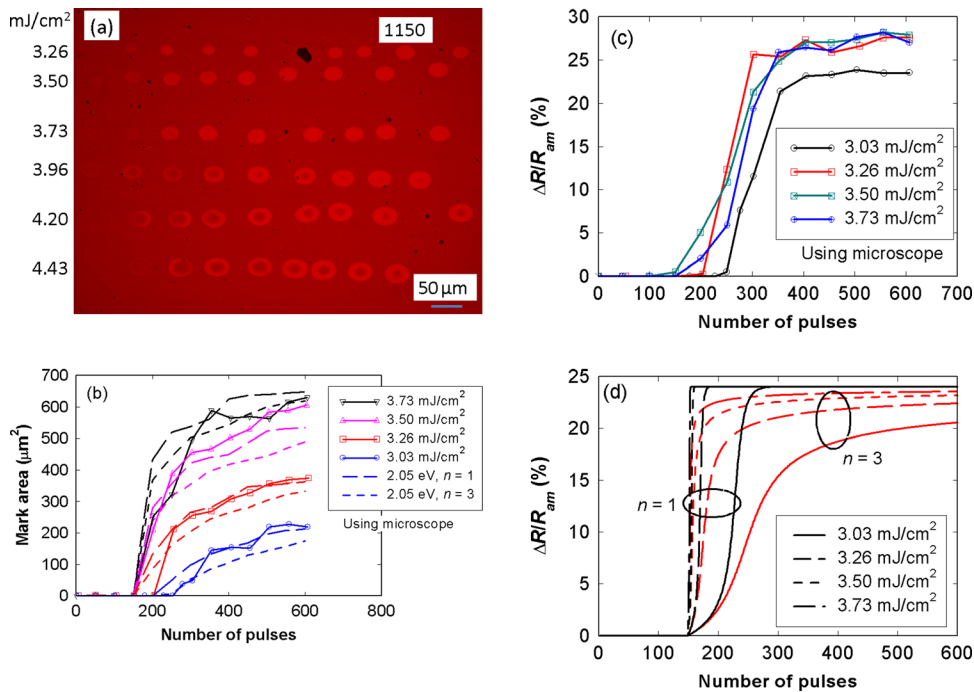 mJ/cm2
(a)
1150
3.26
3.50
3.73
3.96
4.20
4.43
50 µm
(c)
30
25
20
15
10
5
0
ΔR/Ram (%)
3.03 mJ/cm2
3.26 mJ/cm2
3.50 mJ/cm2
3.73 mJ/cm2
Using microscope
0 100 200 300 400 500 600 700
Number of pulses
(b)
700
600
500
400
300
200
100
0
Mark area (µm2)
3.73 mJ/cm2
3.50 mJ/cm2
3.26 mJ/cm2
3.03 mJ/cm2
2.05 eV, n = 1
2.05 eV, n = 3
Using microscope
0 200 400 600 800
Number of pulses
(d)
25
20
15
10
5
0
ΔR/Ram (%)
n = 3
n = 1
3.03 mJ/cm2
3.26 mJ/cm2
3.50 mJ/cm2
3.73 mJ/cm2
0 100 200 300 400 500 600
Number of pulses